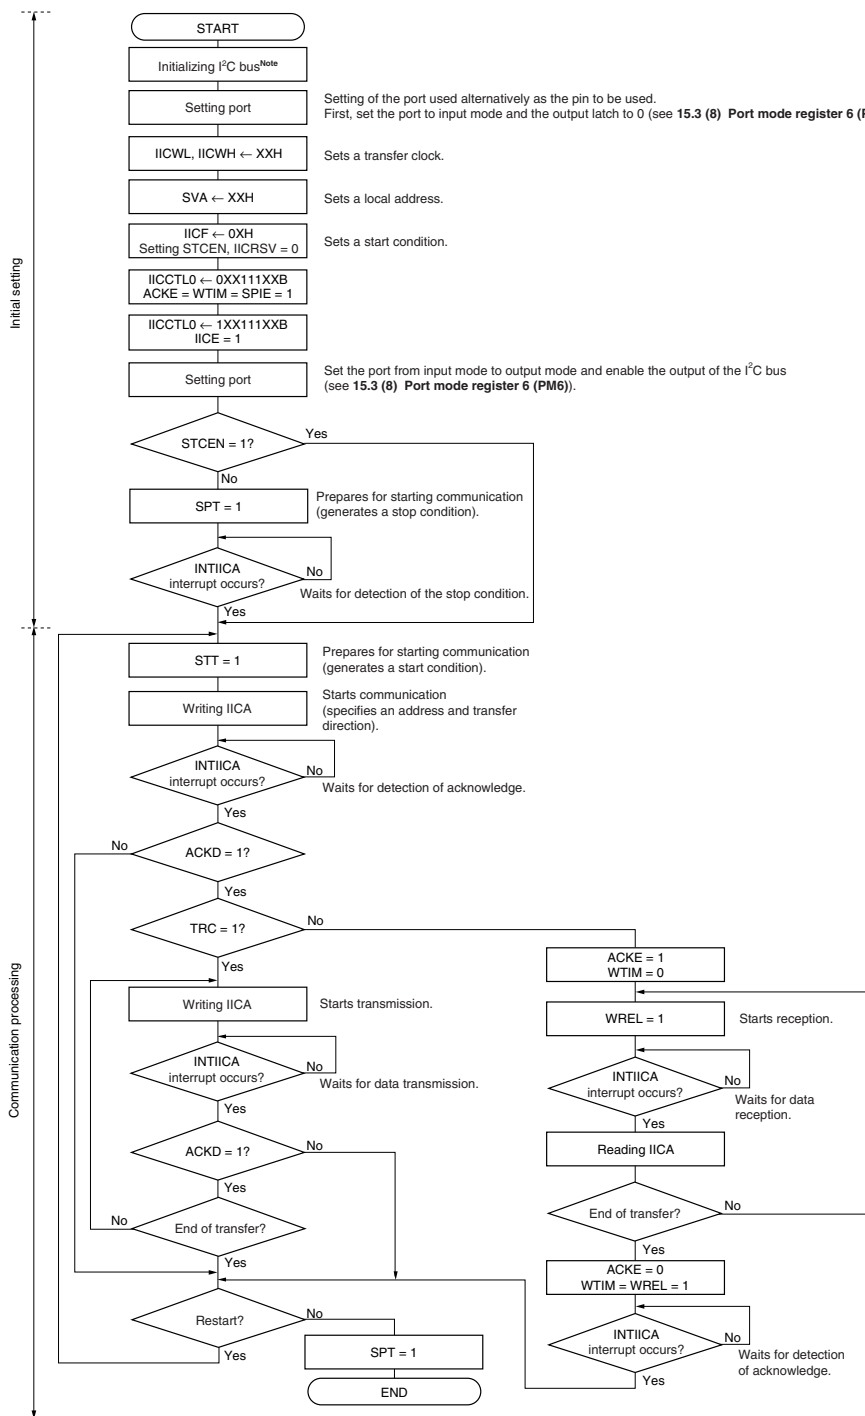 START
Initializing I²C busNote
Setting port
Setting of the port used alternatively as the pin to be used.
First, set the port to input mode and the output latch to 0 (see 15.3 (8) Port mode register 6 (
IICWL, IICWH ← XXH
Sets a transfer clock.
SVA ← XXH
Sets a local address.
IICF ← 0XH
Setting STCEN, IICRSV = 0
Sets a start condition.
Initial setting
IICCTL0 ← 0XX111XXB
ACKE = WTIM = SPIE = 1
IICCTL0 ← 1XX111XXB
IICE = 1
Setting port
Set the port from input mode to output mode and enable the output of the I²C bus
(see 15.3 (8) Port mode register 6 (PM6)).
STCEN = 1?
Yes
No
SPT = 1
Prepares for starting communication
(generates a stop condition).
INTIICA
interrupt occurs?
No
Waits for detection of the stop condition.
Yes
STT = 1
Prepares for starting communication
(generates a start condition).
Writing IICA
Starts communication
(specifies an address and transfer
direction).
INTIICA
interrupt occurs?
No
Waits for detection of acknowledge.
Yes
No
ACKD = 1?
Yes
TRC = 1?
No
Yes
Communication processing
Writing IICA
Starts transmission.
INTIICA
interrupt occurs?
No
Waits for data transmission.
Yes
ACKD = 1?
No
Yes
No
End of transfer?
Yes
Restart?
No
Yes
SPT = 1
END
ACKE = 1
WTIM = 0
WREL = 1
Starts reception.
INTIICA
interrupt occurs?
No
Waits for data
reception.
Yes
Reading IICA
End of transfer?
No
Yes
ACKE = 0
WTIM = WREL = 1
INTIICA
interrupt occurs?
No
Waits for detection
of acknowledge.
Yes